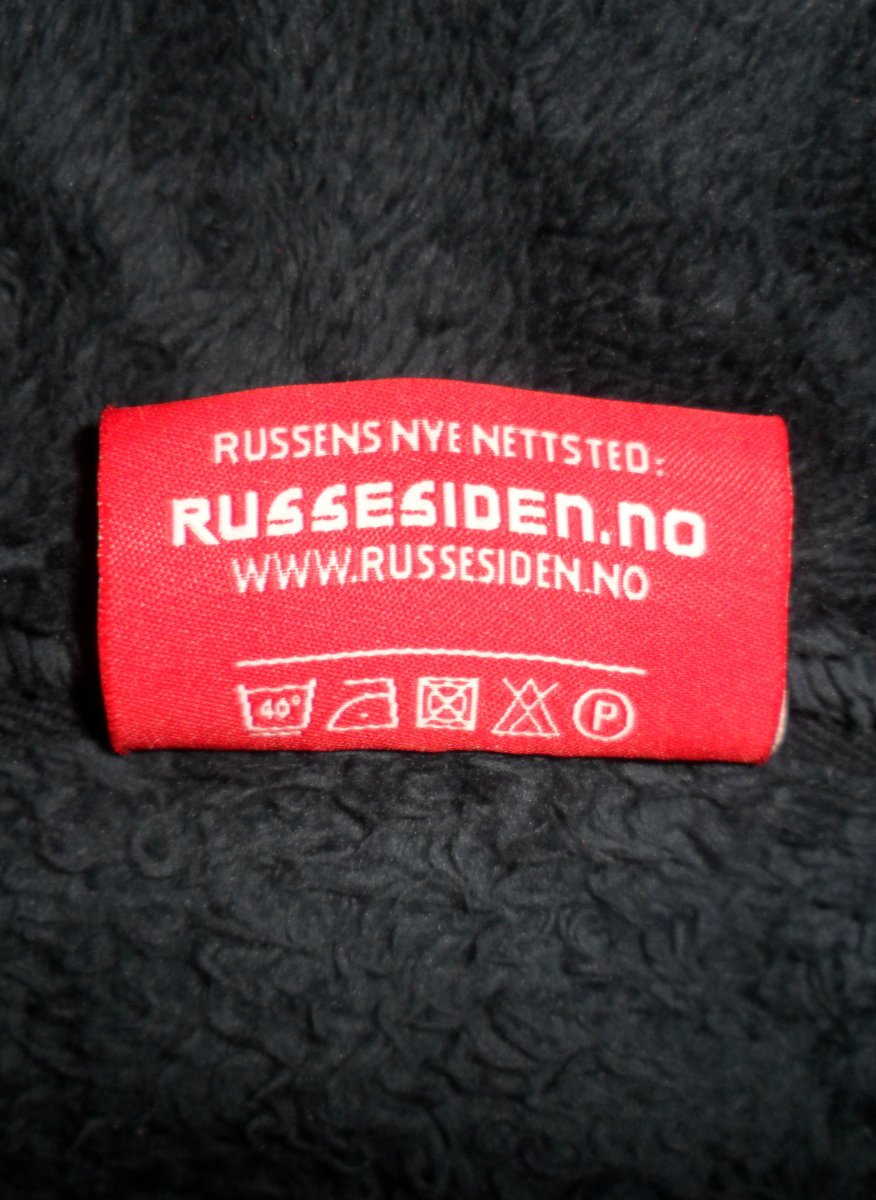 RUSSENS NYE NETTSTED:
RUSSESIDEN.NO
WWW.RUSSESIDEN.NO
40° P